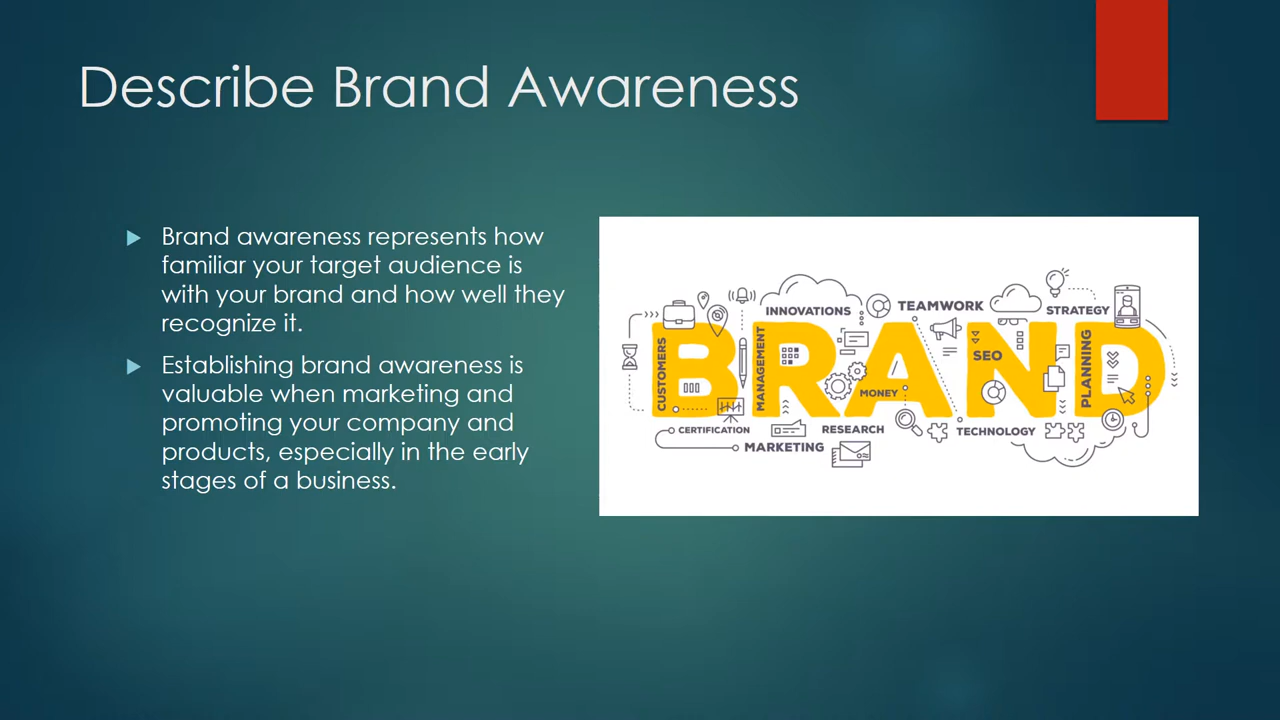 Describe Brand Awareness
Brand awareness represents how
familiar your target audience is
with your brand and how well they
recognize it.
Establishing brand awareness is
valuable when marketing and
promoting your company and
products, especially in the early
stages of a business.
INNOVATIONS
TEAMWORK
STRATEGY
BRAND
CUSTOMERS
MANAGEMENT
SEO
PLANNING
MONEY
CERTIFICATION
RESEARCH
TECHNOLOGY
MARKETING